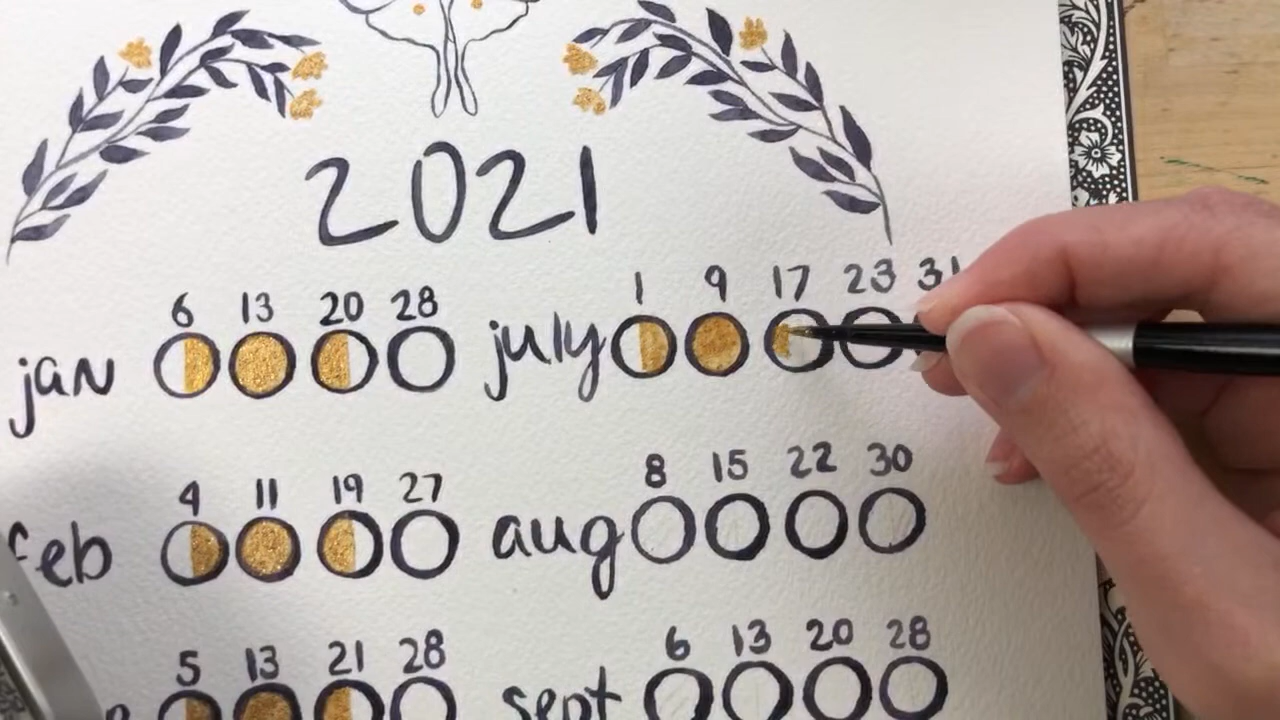 2021
6 13 20 28
jan
1 9 17 23 31
july
4 11 19 27
feb
8 15 22 30
aug
5 13 21 28
6 13 20 28
sept